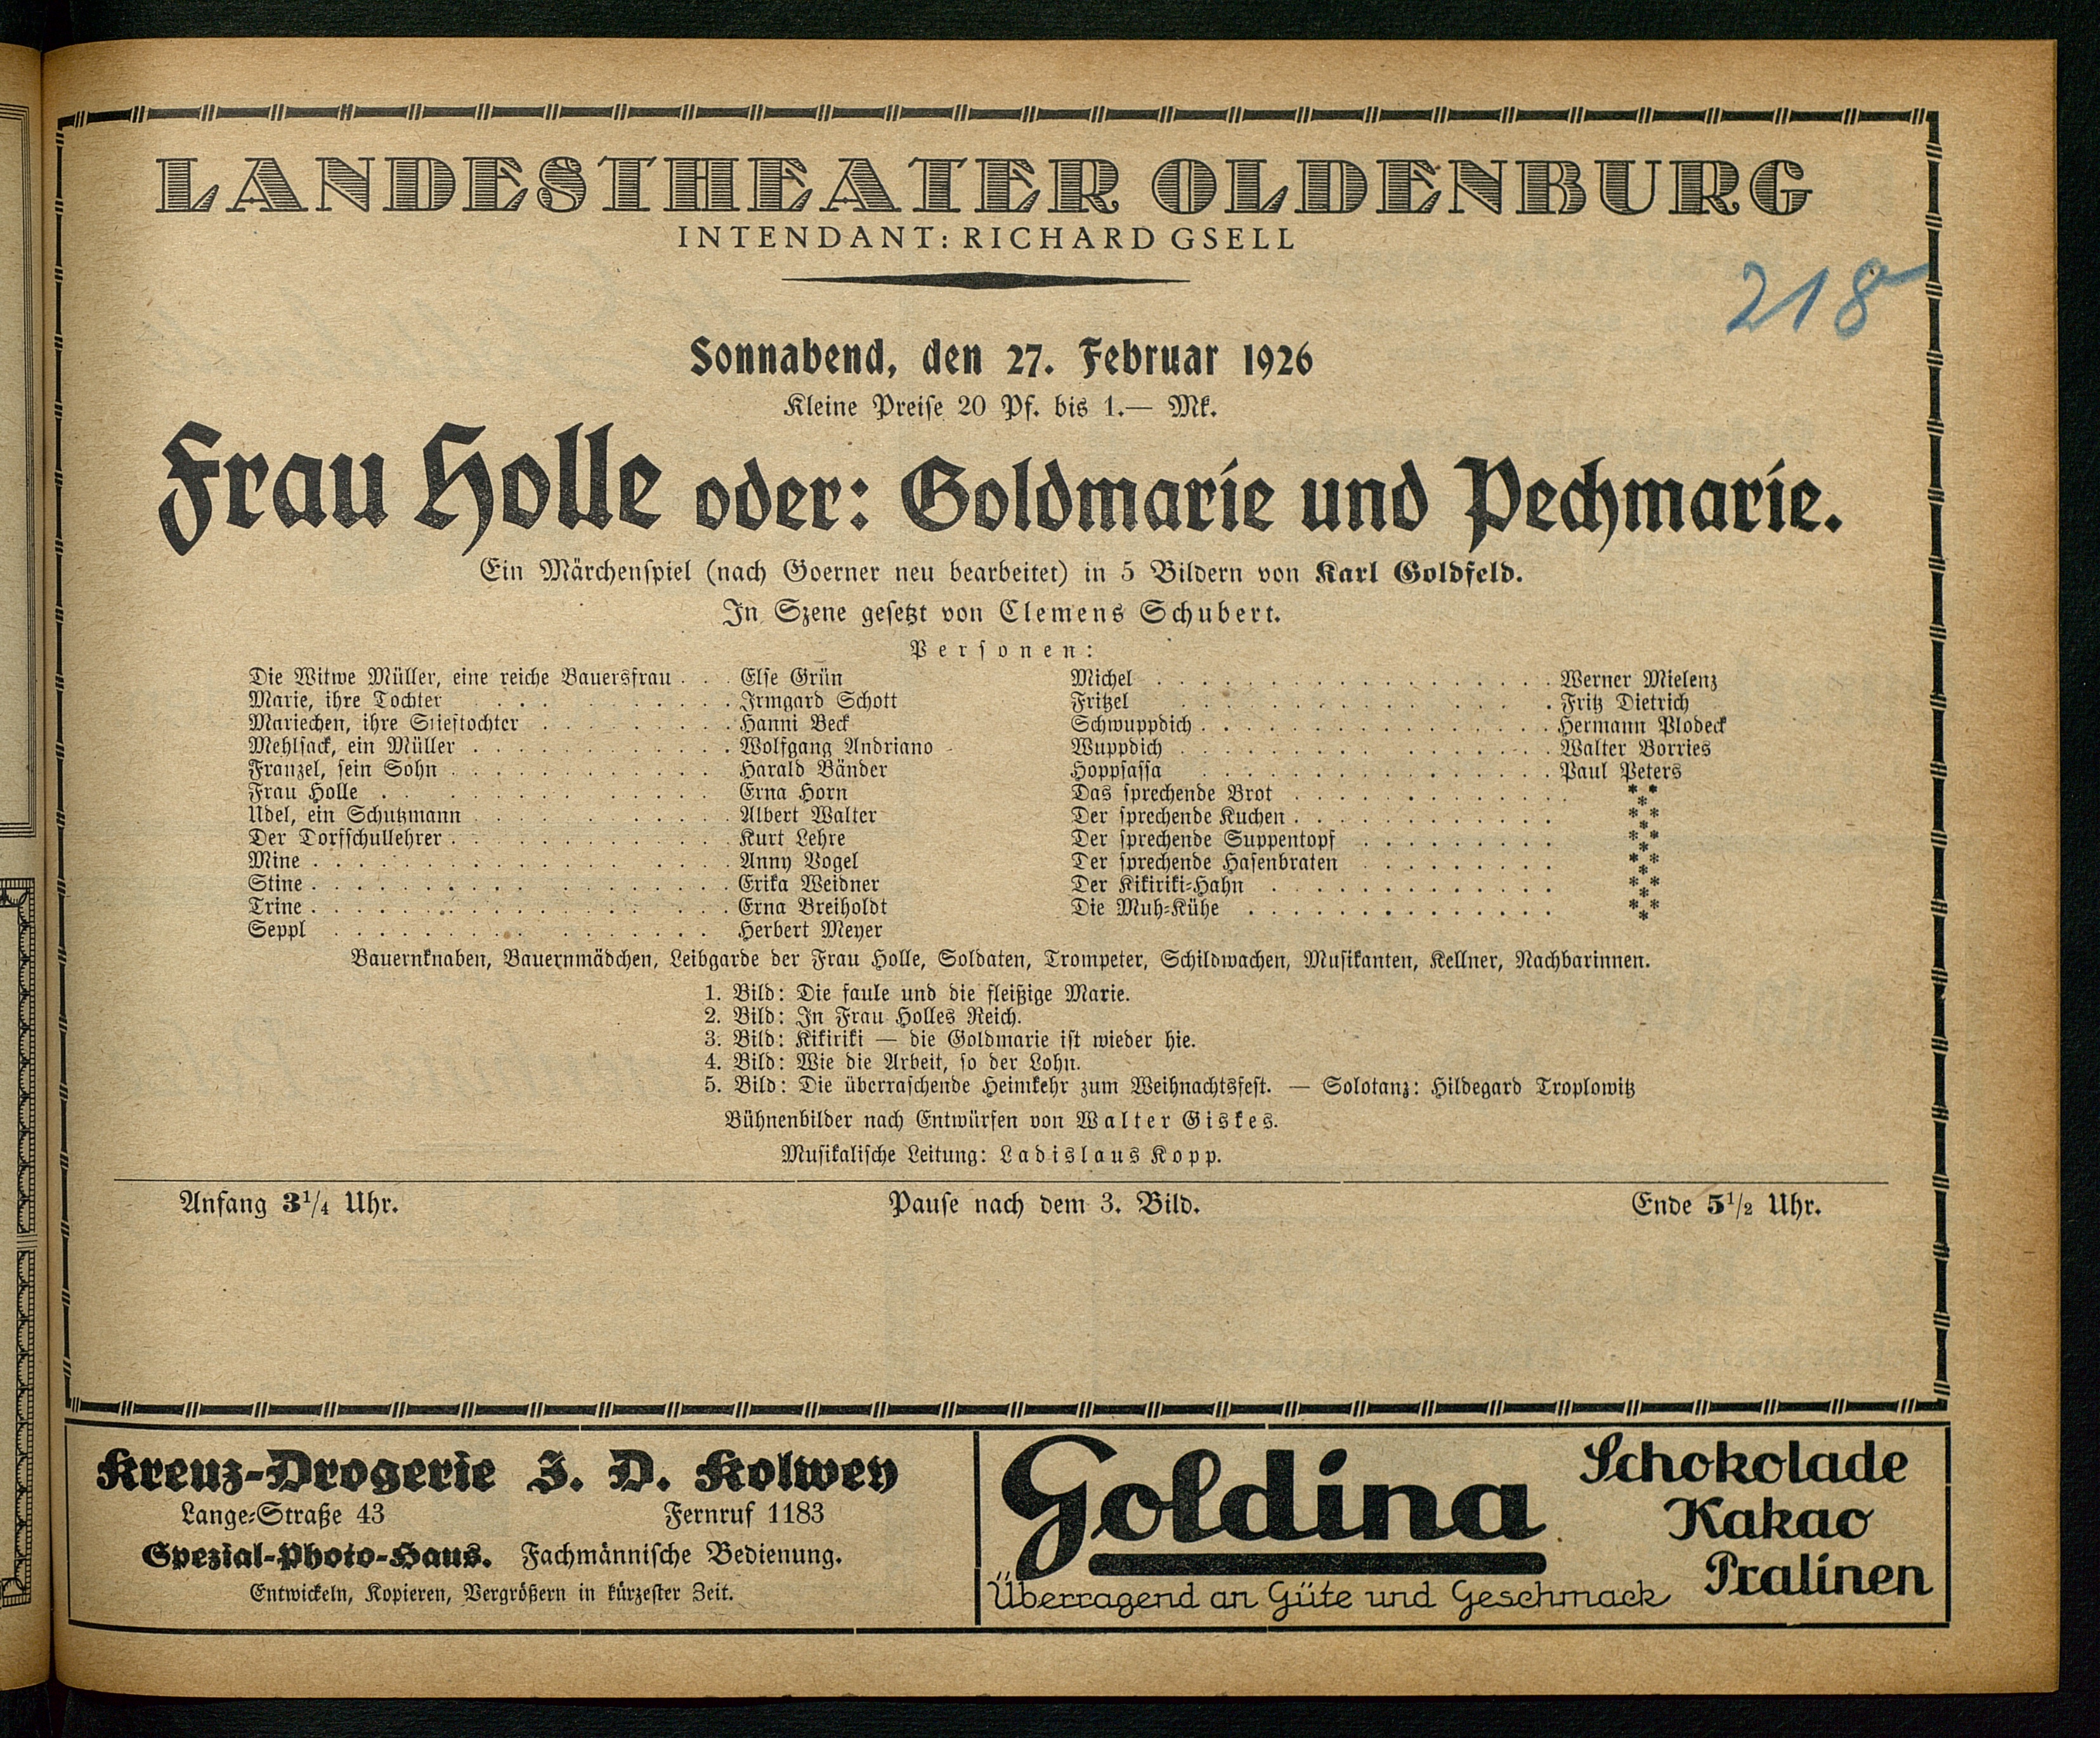 LANDESTHEATER OLDENBURG
INTENDANT: RICHARD GSELL
218
Sonnabend, den 27. Februar 1926
Kleine Preise 20 Pf. bis 1.— Mk.
Frau Holle oder: Goldmarie und Pechmarie.
Ein Märchenspiel (nach Goerner neu bearbeitet) in 5 Bildern von Karl Goldfeld.
In Szene gesetzt von Clemens Schubert.
Personen:
Die Witwe Müller, eine reiche Bauersfrau . . . Else Grün
Marie, ihre Tochter . . . Irmgard Schott
Mariechen, ihre Stieftochter . . . Hanni Beck
Mehlsack, ein Müller . . . Wolfgang Andriano
Franzel, sein Sohn . . . Harald Bänder
Frau Holle . . . Erna Horn
Udel, ein Schutzmann . . . Albert Walter
Der Dorfschullehrer . . . Kurt Lehre
Mine . . . Anny Vogel
Stine . . . Erika Weidner
Trine . . . Erna Breiholdt
Seppl . . . Herbert Meyer
Michel . . . Werner Mielenz
Fritzel . . . Fritz Dietrich
Schwuppdich . . . Hermann Plodeck
Wuppdich . . . Walter Borries
Hoppsassa . . . Paul Peters
Das sprechende Brot . . . ***
Der sprechende Kuchen . . . ***
Der sprechende Suppentopf . . . ***
Der sprechende Hasenbraten . . . ***
Der Kikiriki-Hahn . . . ***
Die Muh-Kühe . . . ***
Bauernknaben, Bauernmädchen, Leibgarde der Frau Holle, Soldaten, Trompeter, Schildwachen, Musikanten, Kellner, Nachbarinnen.
1. Bild: Die faule und die fleißige Marie.
2. Bild: In Frau Holles Reich.
3. Bild: Kikiriki — die Goldmarie ist wieder hie.
4. Bild: Wie die Arbeit, so der Lohn.
5. Bild: Die überraschende Heimkehr zum Weihnachtsfest. — Solotanz: Hildegard Troplowitz
Bühnenbilder nach Entwürfen von Walter Giskes.
Musikalische Leitung: Ladislaus Kopp.
Anfang 3¹/₄ Uhr. Pause nach dem 3. Bild. Ende 5¹/₂ Uhr.
Kreuz-Drogerie J. D. Kolwey
Lange-Straße 43 Fernruf 1183
Spezial-Photo-Haus. Fachmännische Bedienung.
Entwickeln, Kopieren, Vergrößern in kürzester Zeit.
Goldina
Schokolade
Kakao
Pralinen
Überragend an Güte und Geschmack